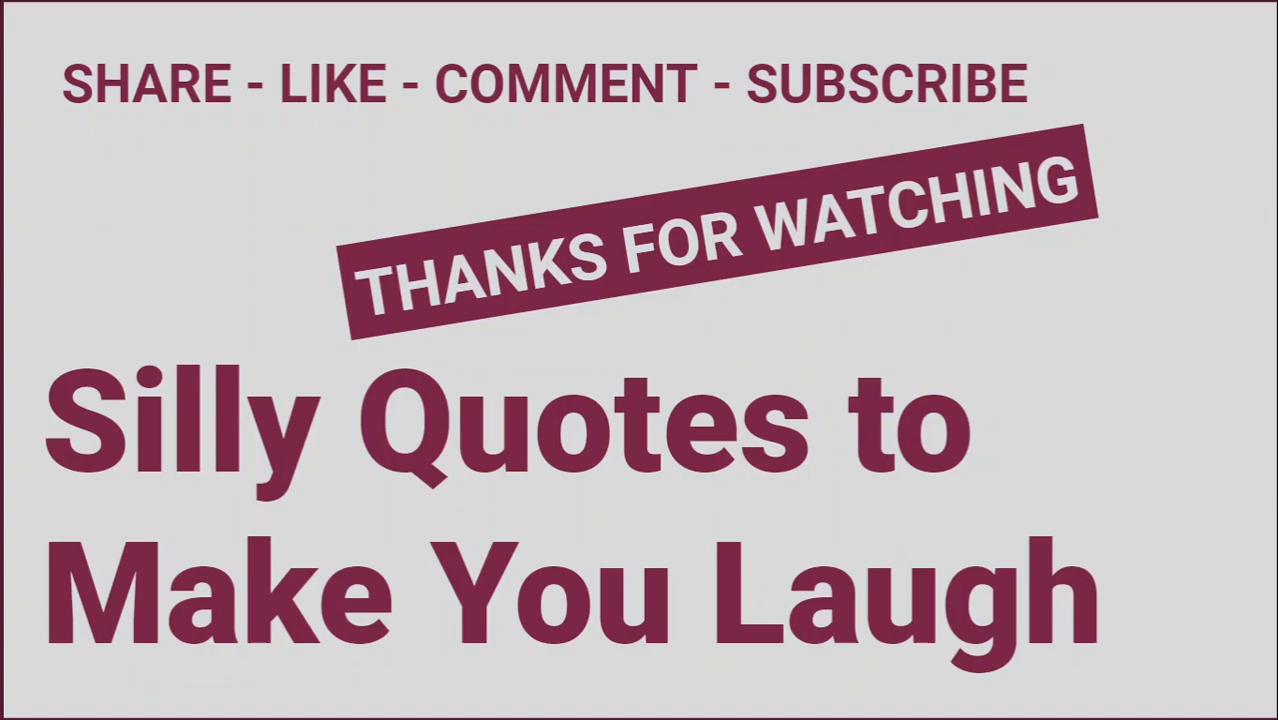 SHARE - LIKE - COMMENT - SUBSCRIBE
THANKS FOR WATCHING
Silly Quotes to
Make You Laugh